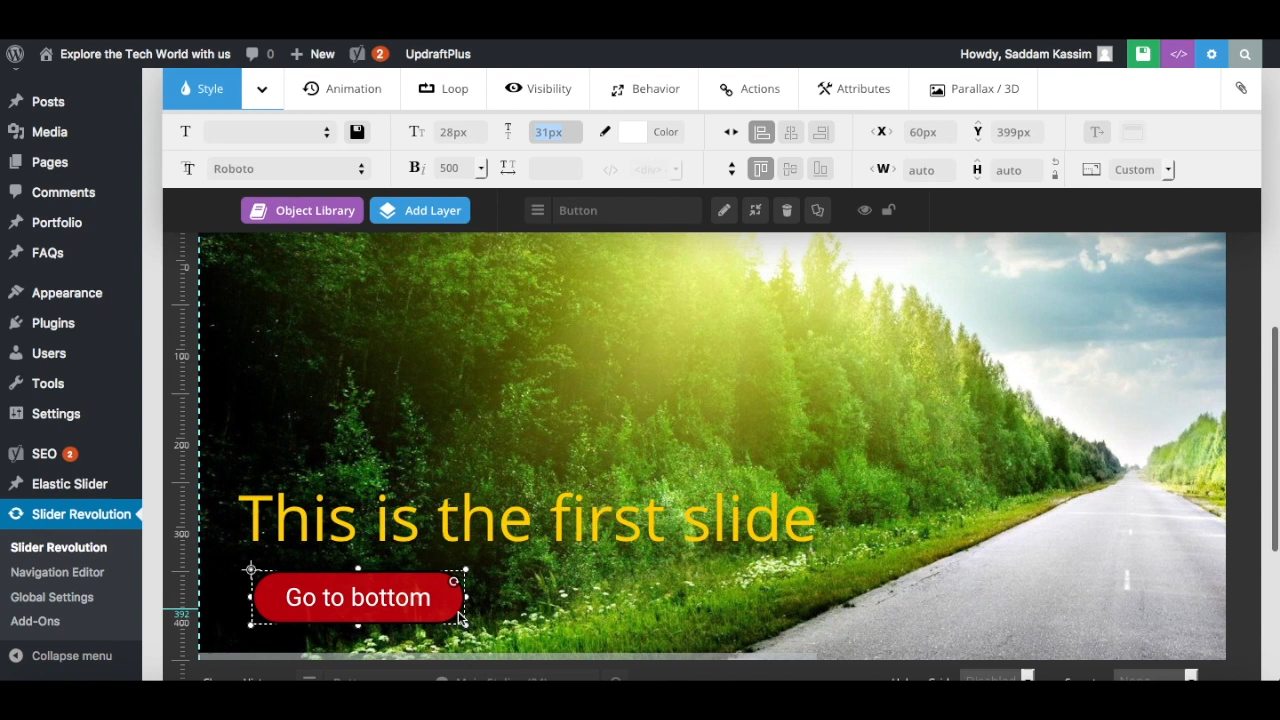 Explore the Tech World with us 0 New 2 UpdraftPlus Howdy, Saddam Kassim </>
Posts
Media
Pages
Comments
Portfolio
FAQs
Appearance
Plugins
Users
Tools
Settings
SEO 2
Elastic Slider
Slider Revolution
Slider Revolution
Navigation Editor
Global Settings
Add-Ons
Collapse menu
Style Animation Loop Visibility Behavior Actions Attributes Parallax / 3D
28px 31px Color X 60px Y 399px
Roboto 500 </> <div> W auto H auto Custom
Object Library Add Layer Button
0
100
200
300
392
400
This is the first slide
Go to bottom